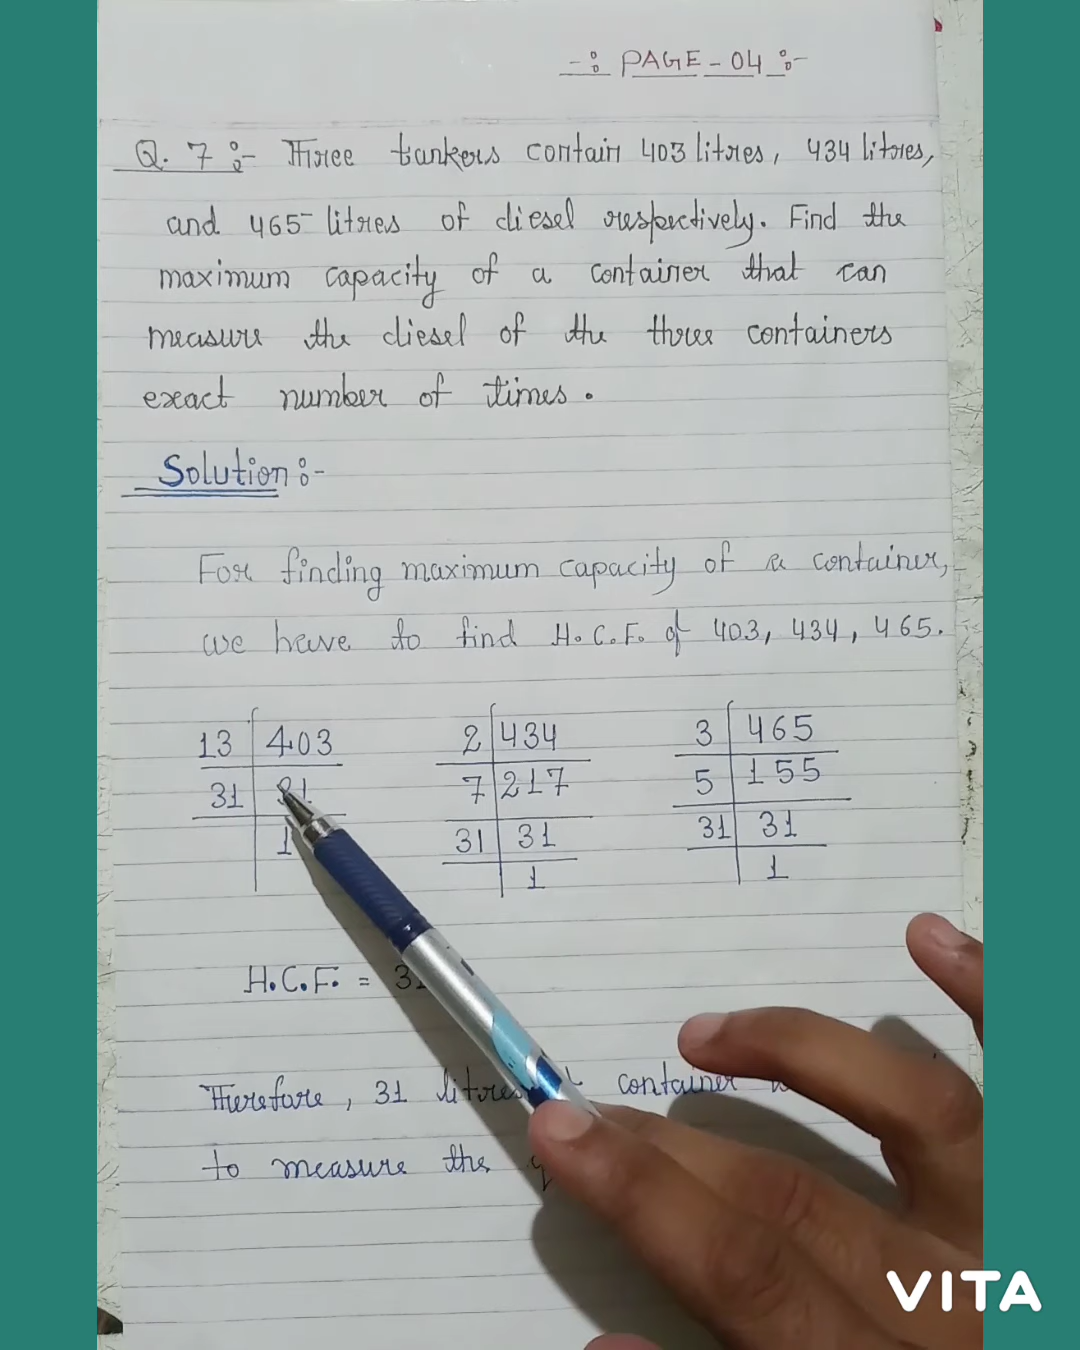 -: PAGE - 04 :-
Q. 7 :- Three tankers contain 403 litres, 434 litres,
and 465 litres of diesel respectively. Find the
maximum capacity of a container that can
measure the diesel of the three containers
exact number of times.
Solution :-
For finding maximum capacity of a container,
we have to find H.C.F. of 403, 434, 465.
13 403 2 434 3 465
31 31 7 217 5 155
1 31 31 31 31
1 1
H.C.F. = 31
Therefore, 31 litres container
to measure the
VITA